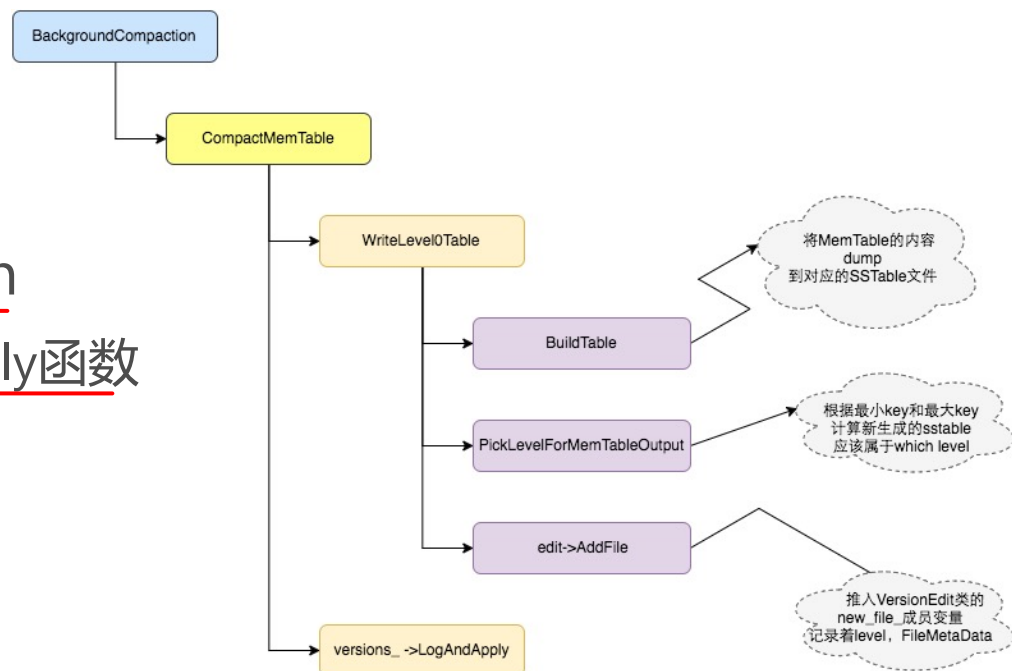 BackgroundCompaction
CompactMemTable
WriteLevel0Table
将MemTable的内容
dump
到对应的SSTable文件
n
ly函数
BuildTable
根据最小key和最大key
计算新生成的sstable
应该属于which level
PickLevelForMemTableOutput
edit->AddFile
推入VersionEdit类的
new_file_成员变量
记录着level，FileMetaData
versions_ ->LogAndApply